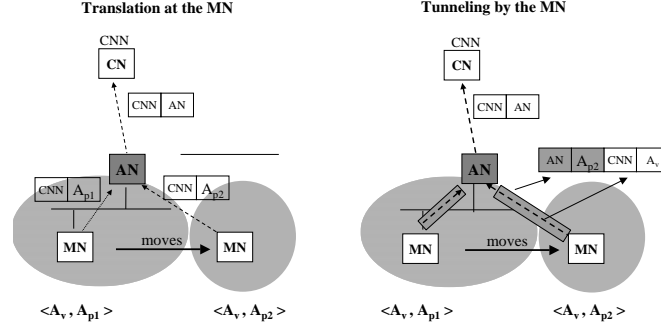 Translation at the MN
CNN
CN
CNN AN
AN
CNN Ap1
CNN Ap2
MN
moves
MN
<Av , Ap1 >
<Av , Ap2 >
Tunneling by the MN
CNN
CN
CNN AN
AN
AN Ap2 CNN Av
MN
moves
MN
<Av , Ap1 >
<Av , Ap2 >